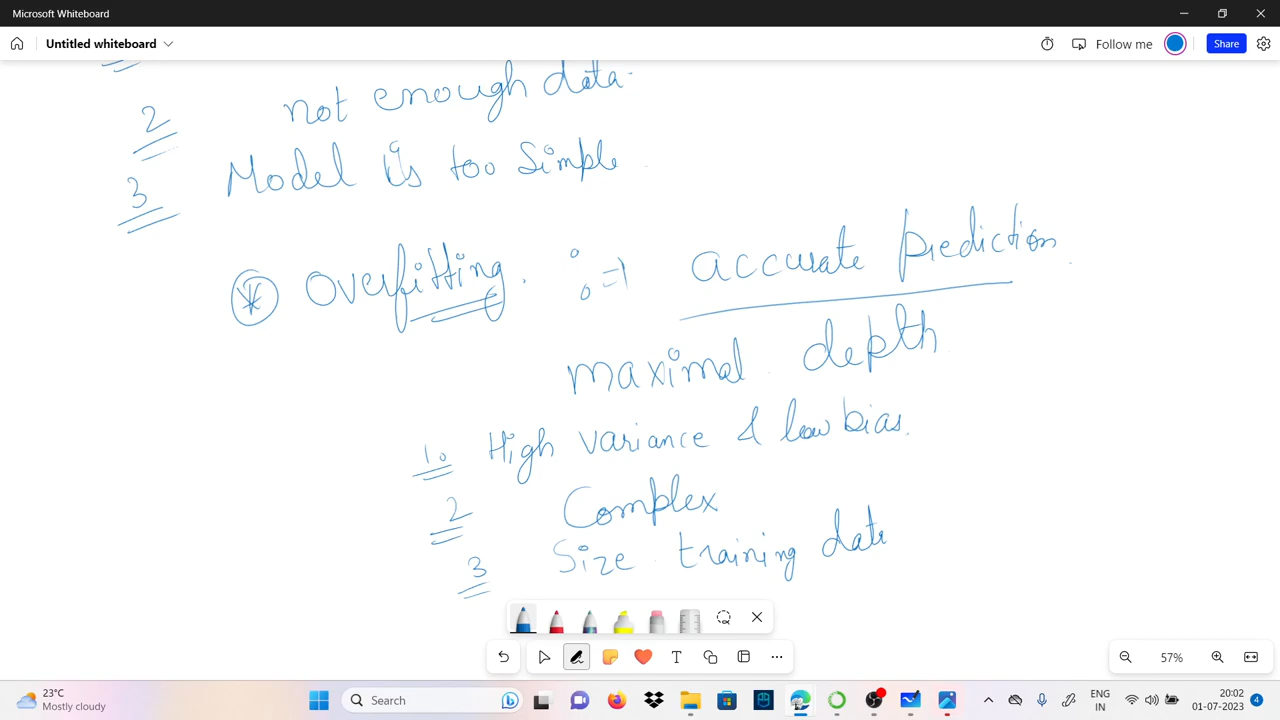 Microsoft Whiteboard
Untitled whiteboard
Follow me
Share
2 not enough data.
3 Model is too simple
* Overfitting. :⇒ accurate prediction
maximal depth
1. High variance & low bias.
2 Complex
3 Size training data
57%
23°C
Mostly cloudy
Search
ENG
IN
20:02
01-07-2023
4